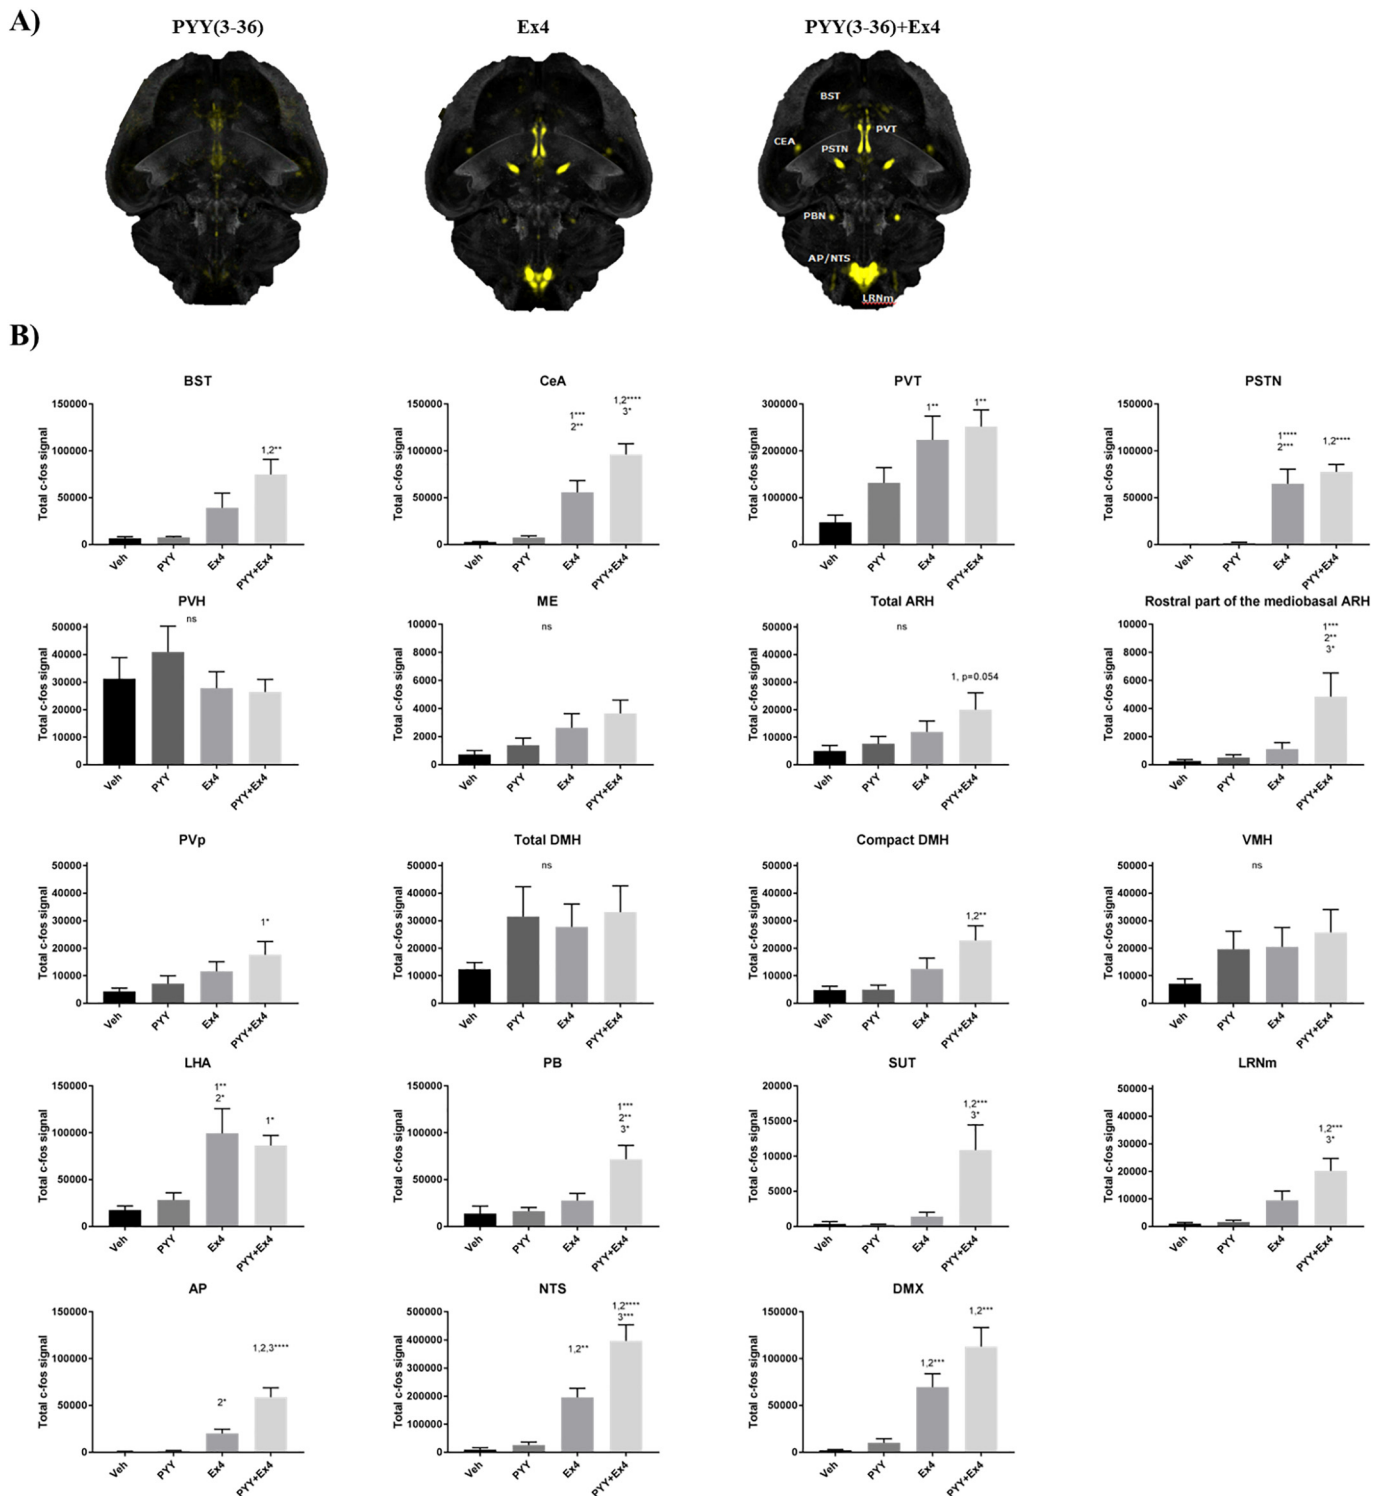 A)
PYY(3-36)
Ex4
PYY(3-36)+Ex4
BST
PVT
CEA
PSTN
PBN
AP/NTS
LRNm
B)
BST
Total c-fos signal
150000
100000
50000
0
1,2**
Veh
PYY
Ex4
PYY+Ex4
CeA
Total c-fos signal
150000
100000
50000
0
1***
2**
1,2****
3*
Veh
PYY
Ex4
PYY+Ex4
PVT
Total c-fos signal
300000
200000
100000
0
1**
1**
Veh
PYY
Ex4
PYY+Ex4
PSTN
Total c-fos signal
150000
100000
50000
0
1****
2***
1,2****
Veh
PYY
Ex4
PYY+Ex4
PVH
ns
Total c-fos signal
50000
40000
30000
20000
10000
0
Veh
PYY
Ex4
PYY+Ex4
ME
ns
Total c-fos signal
10000
8000
6000
4000
2000
0
Veh
PYY
Ex4
PYY+Ex4
Total ARH
ns
Total c-fos signal
50000
40000
30000
20000
10000
0
1, p=0.054
Veh
PYY
Ex4
PYY+Ex4
Rostral part of the mediobasal ARH
Total c-fos signal
10000
8000
6000
4000
2000
0
1***
2**
3*
Veh
PYY
Ex4
PYY+Ex4
PVp
Total c-fos signal
50000
40000
30000
20000
10000
0
1*
Veh
PYY
Ex4
PYY+Ex4
Total DMH
ns
Total c-fos signal
50000
40000
30000
20000
10000
0
Veh
PYY
Ex4
PYY+Ex4
Compact DMH
Total c-fos signal
50000
40000
30000
20000
10000
0
1,2**
Veh
PYY
Ex4
PYY+Ex4
VMH
ns
Total c-fos signal
50000
40000
30000
20000
10000
0
Veh
PYY
Ex4
PYY+Ex4
LHA
Total c-fos signal
150000
100000
50000
0
1**
2*
1*
Veh
PYY
Ex4
PYY+Ex4
PB
Total c-fos signal
150000
100000
50000
0
1***
2**
3*
Veh
PYY
Ex4
PYY+Ex4
SUT
Total c-fos signal
20000
15000
10000
5000
0
1,2***
3*
Veh
PYY
Ex4
PYY+Ex4
LRNm
Total c-fos signal
50000
40000
30000
20000
10000
0
1,2***
3*
Veh
PYY
Ex4
PYY+Ex4
AP
Total c-fos signal
150000
100000
50000
0
2*
1,2,3****
Veh
PYY
Ex4
PYY+Ex4
NTS
Total c-fos signal
500000
400000
300000
200000
100000
0
1,2**
1,2****
3***
Veh
PYY
Ex4
PYY+Ex4
DMX
Total c-fos signal
150000
100000
50000
0
1,2***
1,2***
Veh
PYY
Ex4
PYY+Ex4